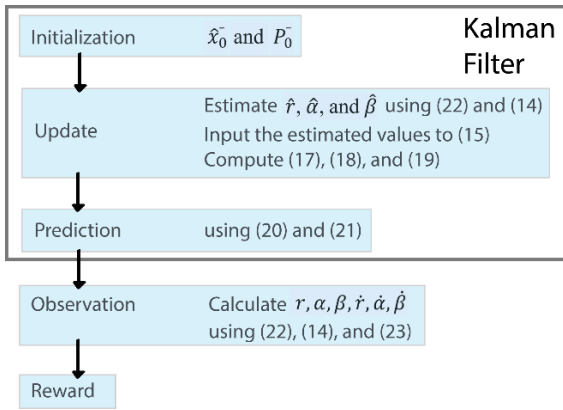 Kalman
Filter
Initialization x̂₀⁻ and P₀⁻
Update
Estimate r̂, α̂, and β̂ using (22) and (14)
Input the estimated values to (15)
Compute (17), (18), and (19)
Prediction using (20) and (21)
Observation Calculate r, α, β, ṙ, α̇, β̇
using (22), (14), and (23)
Reward